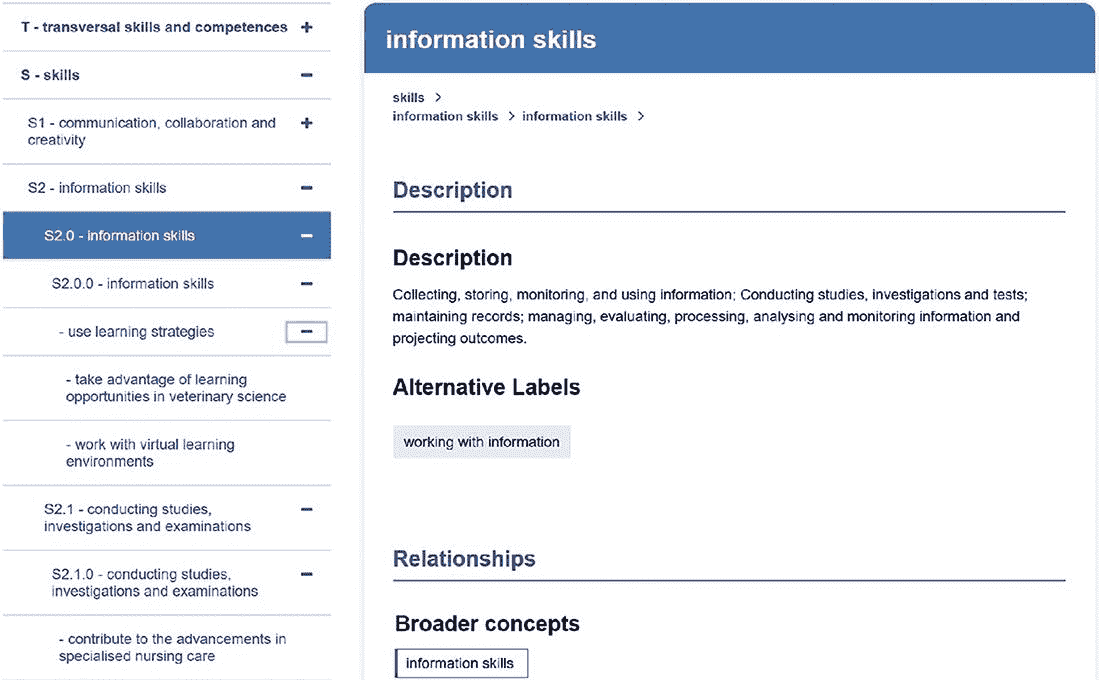 T - transversal skills and competences +
S - skills −
S1 - communication, collaboration and +
creativity
S2 - information skills −
S2.0 - information skills −
S2.0.0 - information skills −
- use learning strategies −
- take advantage of learning
opportunities in veterinary science
- work with virtual learning
environments
S2.1 - conducting studies, −
investigations and examinations
S2.1.0 - conducting studies, −
investigations and examinations
- contribute to the advancements in
specialised nursing care
information skills
skills >
information skills > information skills >
Description
Description
Collecting, storing, monitoring, and using information; Conducting studies, investigations and tests;
maintaining records; managing, evaluating, processing, analysing and monitoring information and
projecting outcomes.
Alternative Labels
working with information
Relationships
Broader concepts
information skills